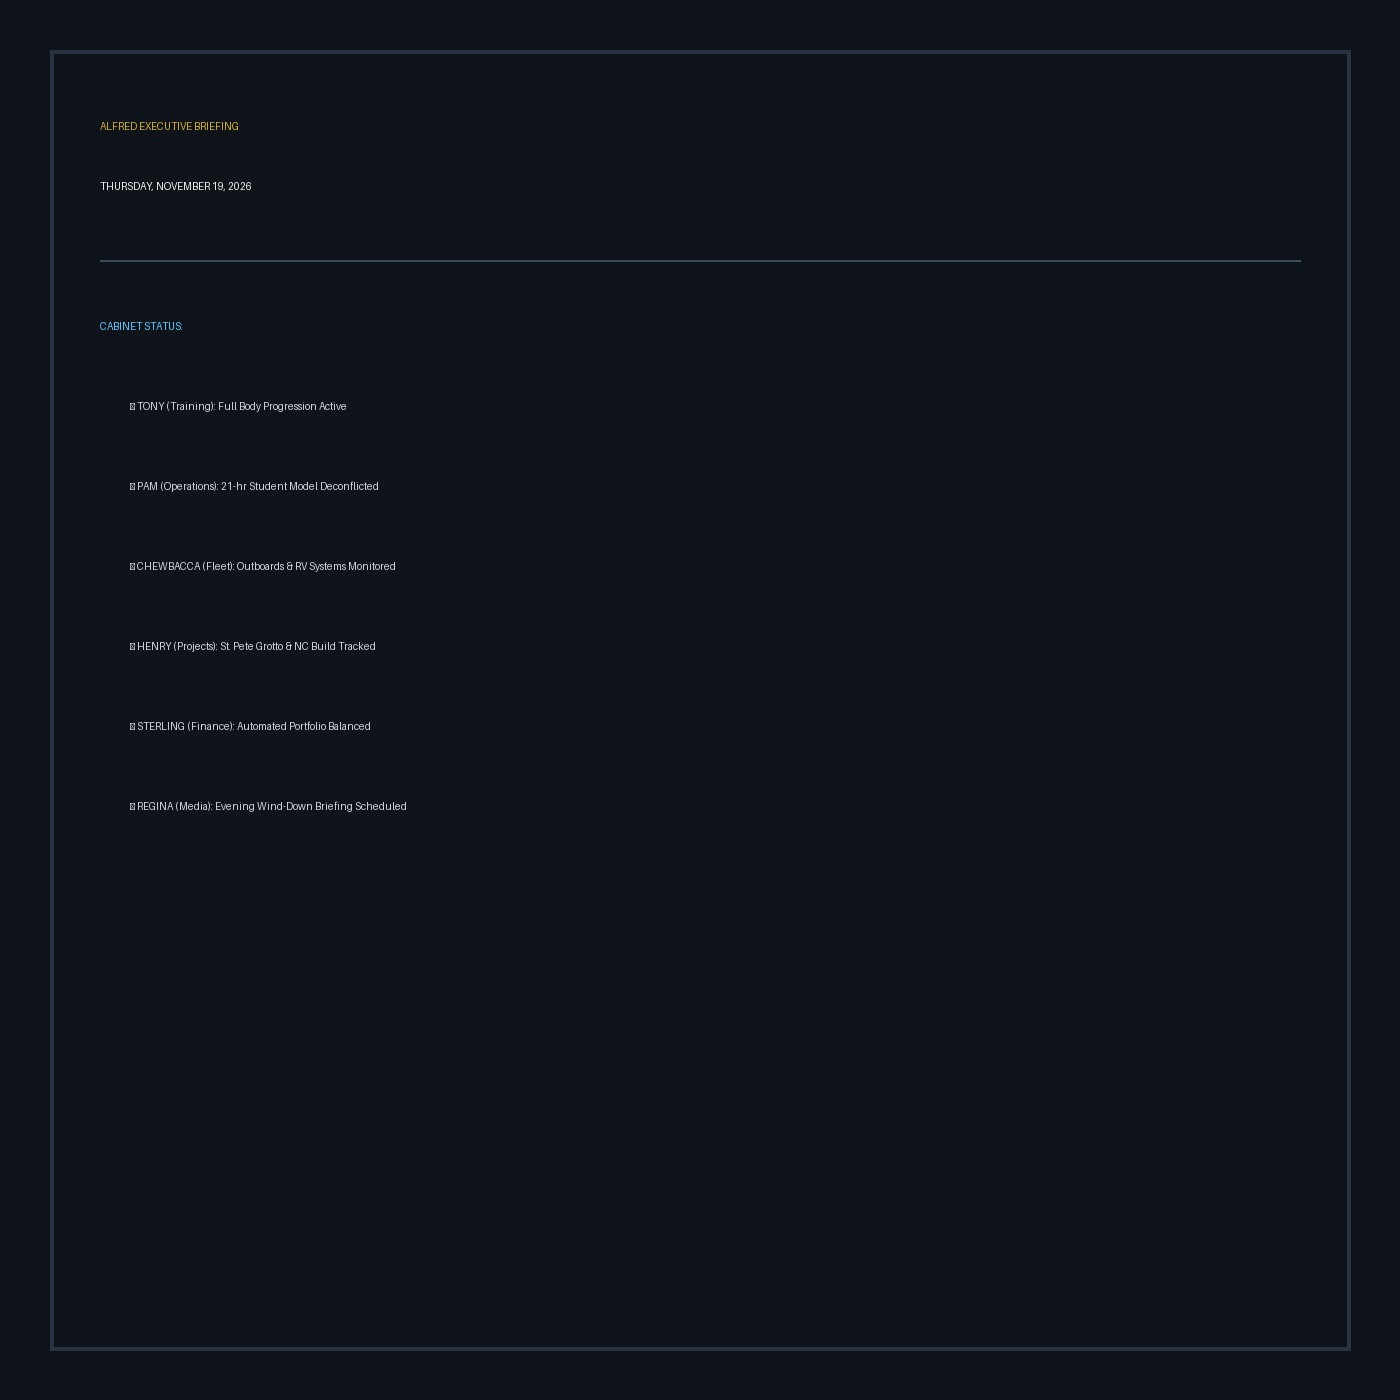 ALFRED EXECUTIVE BRIEFING
THURSDAY, NOVEMBER 19, 2026
CABINET STATUS:
TONY (Training): Full Body Progression Active
PAM (Operations): 21-hr Student Model Deconflicted
CHEWBACCA (Fleet): Outboards & RV Systems Monitored
HENRY (Projects): St. Pete Grotto & NC Build Tracked
STERLING (Finance): Automated Portfolio Balanced
REGINA (Media): Evening Wind-Down Briefing Scheduled